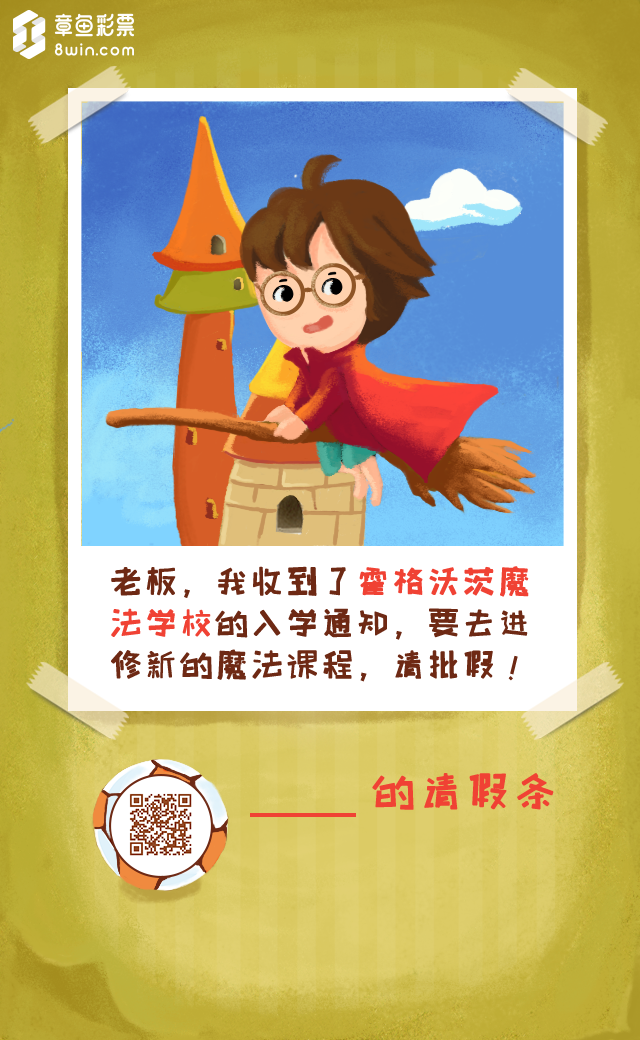 章鱼彩票
8win.com
老板，我收到了霍格沃茨魔
法学校的入学通知，要去进
修新的魔法课程，请批假！
的请假条